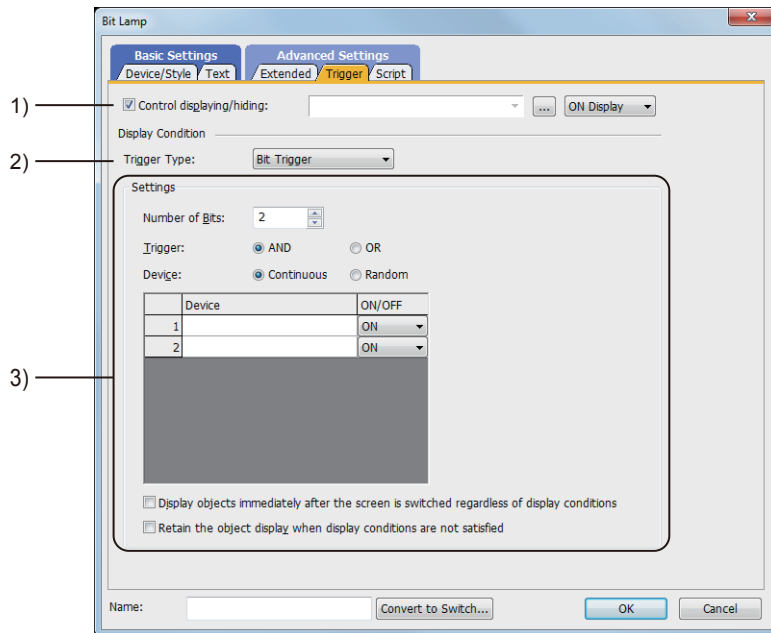 Bit Lamp
x
Basic Settings
Advanced Settings
Device/Style Text Extended Trigger Script
1)
Control displaying/hiding: ... ON Display
Display Condition
2)
Trigger Type: Bit Trigger
3)
Settings
Number of Bits: 2
Trigger: AND OR
Device: Continuous Random
Device ON/OFF
1 ON
2 ON
Display objects immediately after the screen is switched regardless of display conditions
Retain the object display when display conditions are not satisfied
Name: Convert to Switch... OK Cancel